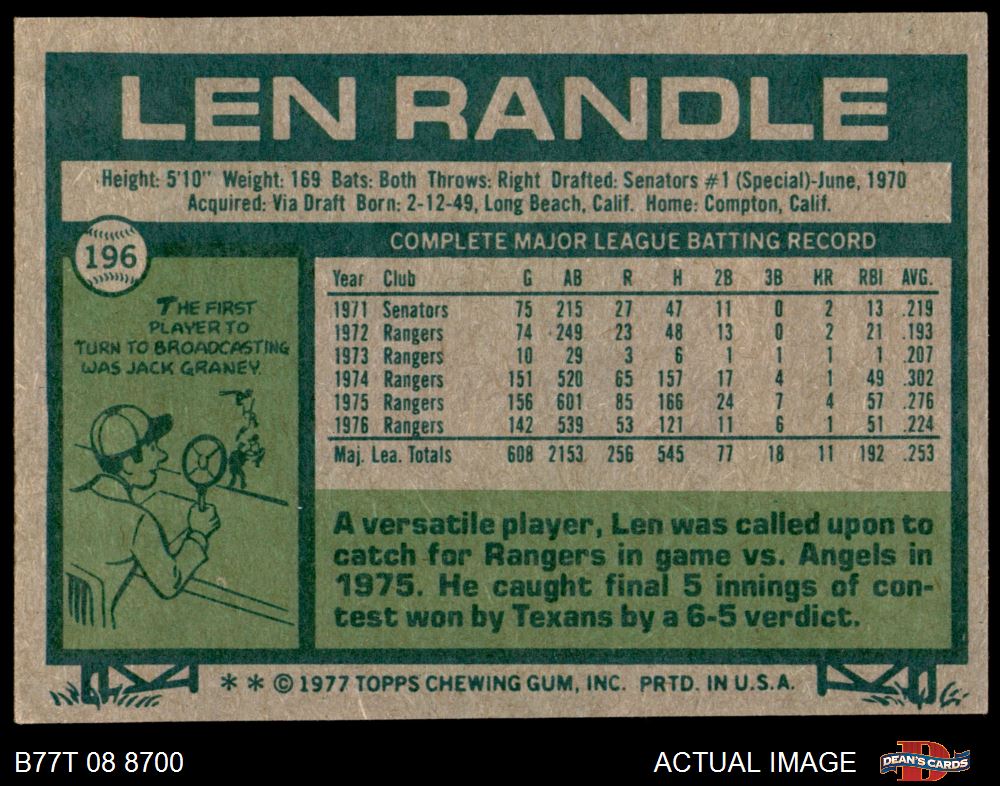 LEN RANDLE
Height: 5'10" Weight: 169 Bats: Both Throws: Right Drafted: Senators #1 (Special)-June, 1970
Acquired: Via Draft Born: 2-12-49, Long Beach, Calif. Home: Compton, Calif.
196
THE FIRST
PLAYER TO
TURN TO BROADCASTING
WAS JACK GRANEY.
COMPLETE MAJOR LEAGUE BATTING RECORD
Year Club G AB R H 2B 3B HR RBI AVG.
1971 Senators 75 215 27 47 11 0 2 13 .219
1972 Rangers 74 249 23 48 13 0 2 21 .193
1973 Rangers 10 29 3 6 1 1 1 1 .207
1974 Rangers 151 520 65 157 17 4 1 49 .302
1975 Rangers 156 601 85 166 24 7 4 57 .276
1976 Rangers 142 539 53 121 11 6 1 51 .224
Maj. Lea. Totals 608 2153 256 545 77 18 11 192 .253
A versatile player, Len was called upon to
catch for Rangers in game vs. Angels in
1975. He caught final 5 innings of con-
test won by Texans by a 6-5 verdict.
* * © 1977 TOPPS CHEWING GUM, INC. PRTD. IN U.S.A.
B77T 08 8700
ACTUAL IMAGE
D
DEAN'S CARDS